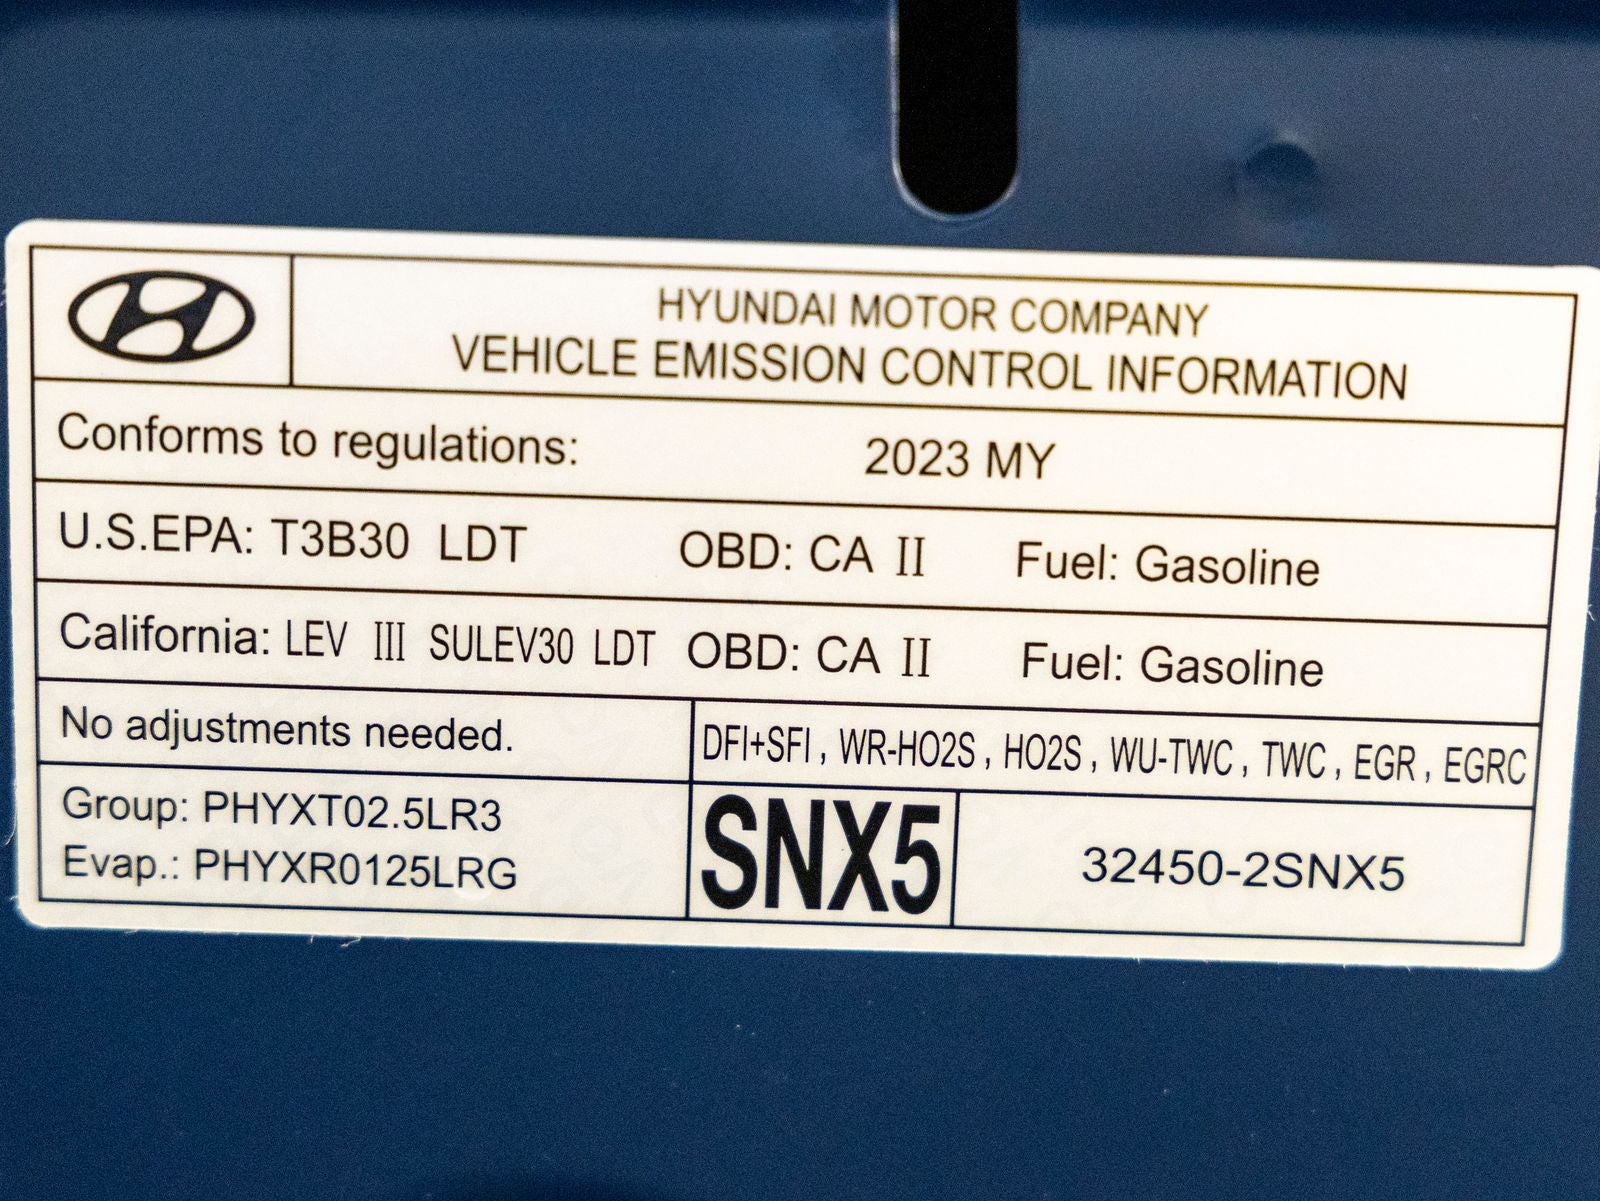 HYUNDAI MOTOR COMPANY
VEHICLE EMISSION CONTROL INFORMATION
Conforms to regulations: 2023 MY
U.S.EPA: T3B30 LDT OBD: CA II Fuel: Gasoline
California: LEV III SULEV30 LDT OBD: CA II Fuel: Gasoline
No adjustments needed. DFI+SFI , WR-HO2S , HO2S , WU-TWC , TWC , EGR , EGRC
Group: PHYXT02.5LR3
Evap.: PHYXR0125LRG
SNX5
32450-2SNX5